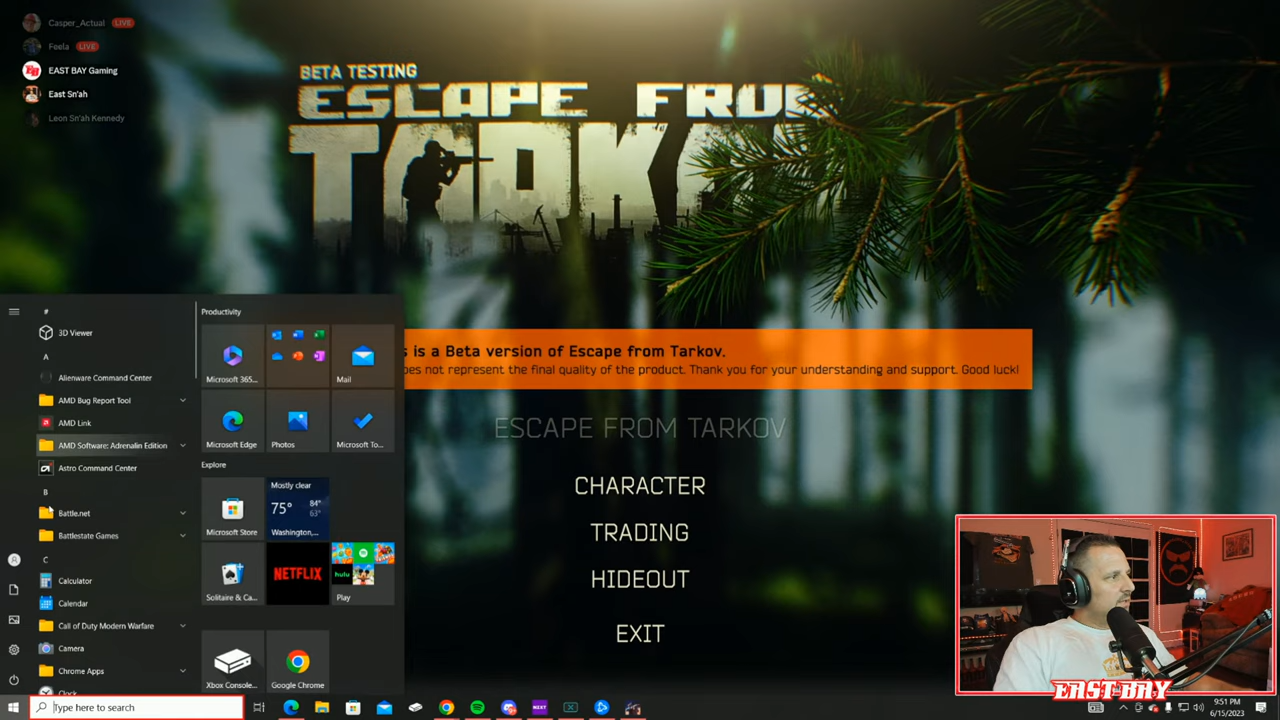 Casper_Actual LIVE
Feela LIVE
EAST BAY Gaming
East Sn'ah
Leon Sn'ah Kennedy
BETA TESTING
ESCAPE FROM
TARKOV
s is a Beta version of Escape from Tarkov.
oes not represent the final quality of the product. Thank you for your understanding and support. Good luck!
ESCAPE FROM TARKOV
CHARACTER
TRADING
HIDEOUT
EXIT
#
3D Viewer
A
Alienware Command Center
AMD Bug Report Tool
AMD Link
AMD Software: Adrenalin Edition
Astro Command Center
B
Battle.net
Battlestate Games
C
Calculator
Calendar
Call of Duty Modern Warfare
Camera
Chrome Apps
Clock
Productivity
Microsoft 365...
Mail
Microsoft Edge
Photos
Microsoft To...
Explore
Microsoft Store
Mostly clear
75° 84°
63°
Washington,...
Solitaire & Ca...
NETFLIX
hulu
Play
Xbox Console...
Google Chrome
Type here to search
NZXT
EAST BAY
9:51 PM
6/15/2023